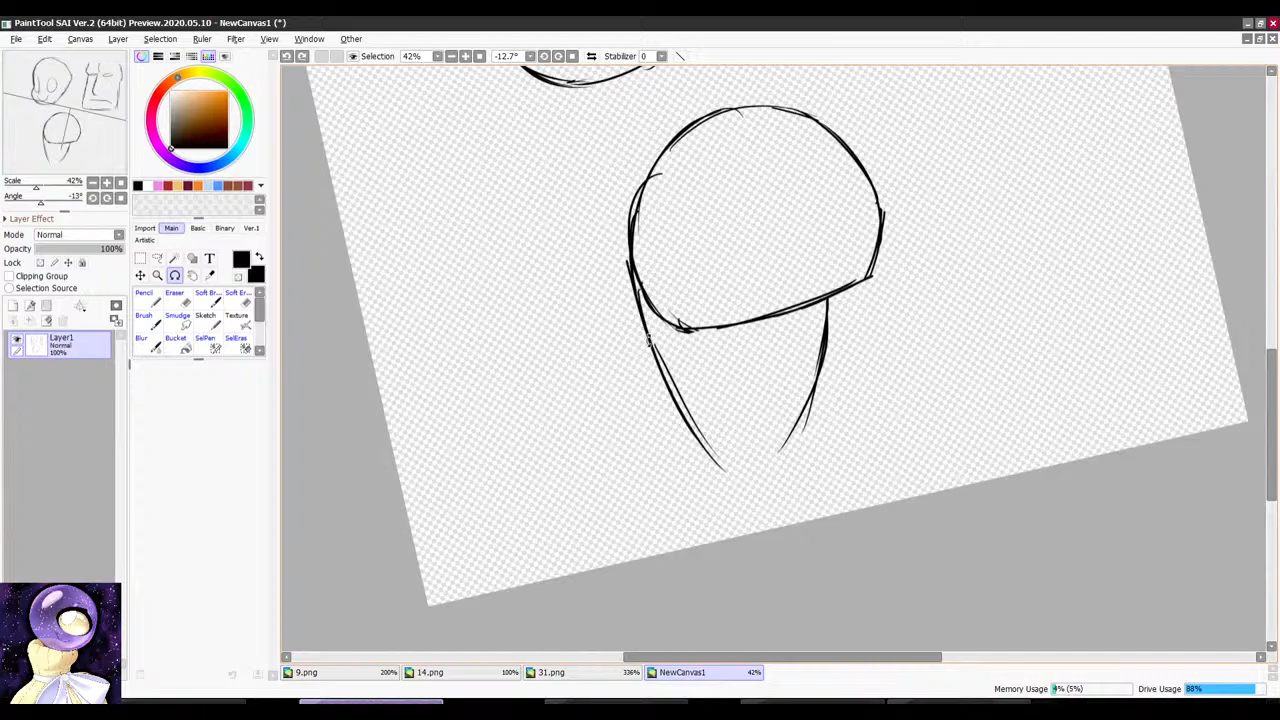 PaintTool SAI Ver.2 (64bit) Preview.2020.05.10 - NewCanvas1 (*)
File Edit Canvas Layer Selection Ruler Filter View Window Other
Selection 42% -12.7° Stabilizer 0
Scale 42%
Angle -13°
Layer Effect
Mode Normal
Opacity 100%
Lock
Clipping Group
Selection Source
Layer1
Normal
100%
Import Main Basic Binary Ver.1
Artistic
T
Pencil Eraser Soft Br... Soft Er...
Brush Smudge Sketch Texture
Blur Bucket SelPen SelEras
9.png 200% 14.png 100% 31.png 336% NewCanvas1 42%
Memory Usage 4% (5%) Drive Usage 88%